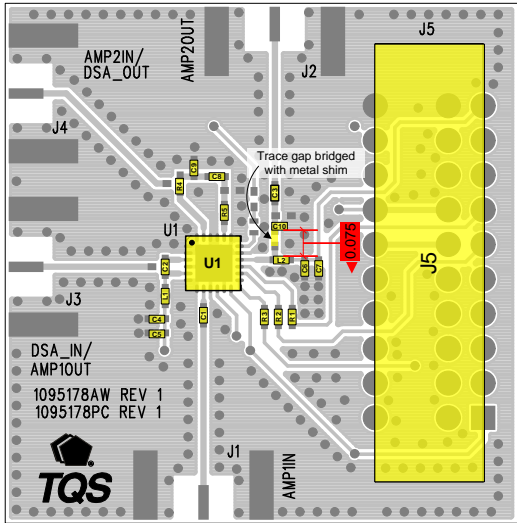 J5
AMP2IN/
DSA_OUT
AMP2OUT
J2
J4
Trace gap bridged
with metal shim
C9
C8
R4
C3
R5
C10
U1
U1
0.075
J5
C2
L2
C6
C7
L1
J3
C4
C5
C1
R3
R2
R1
DSA_IN/
AMP1OUT
1095178AW REV 1
1095178PC REV 1
J1
AMP1IN
TQS